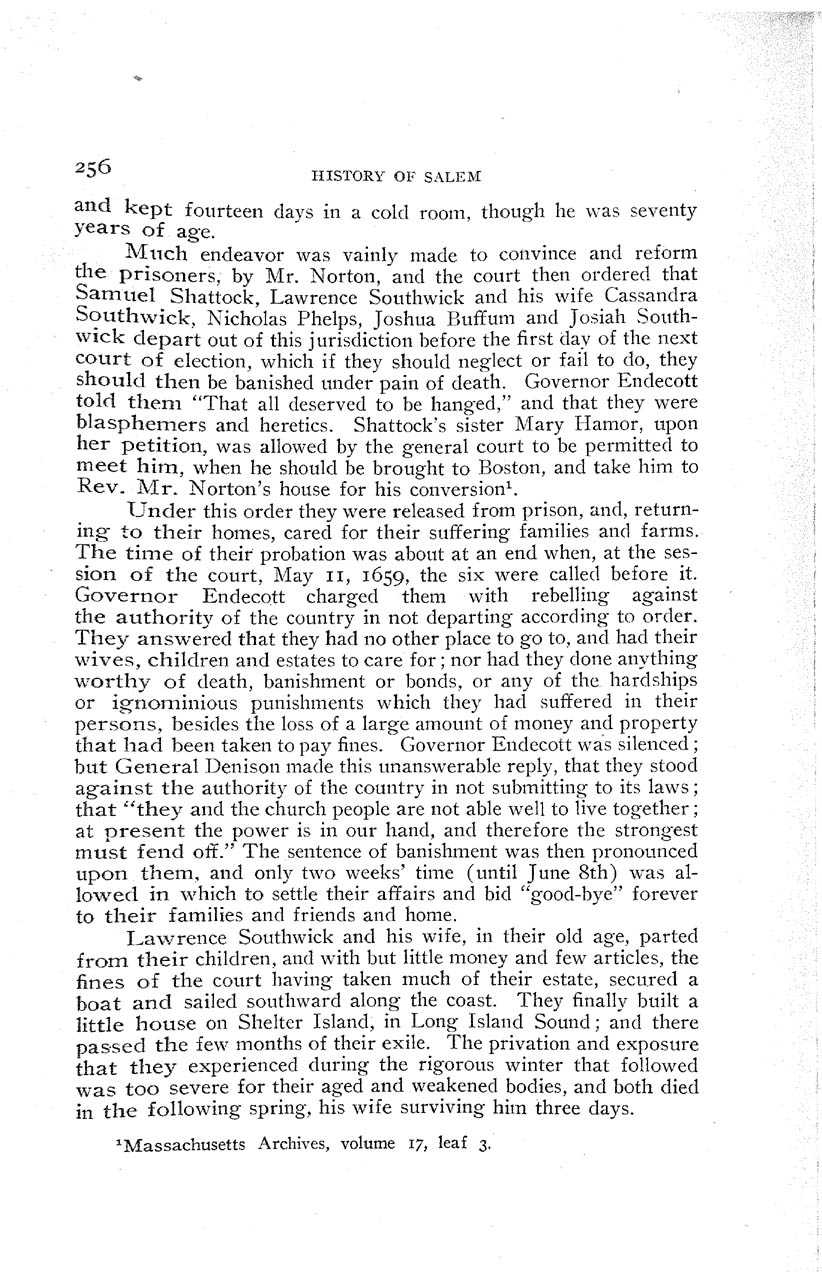 256
HISTORY OF SALEM
and kept fourteen days in a cold room, though he was seventy
years of age.
Much endeavor was vainly made to convince and reform
the prisoners, by Mr. Norton, and the court then ordered that
Samuel Shattock, Lawrence Southwick and his wife Cassandra
Southwick, Nicholas Phelps, Joshua Buffum and Josiah South-
wick depart out of this jurisdiction before the first day of the next
court of election, which if they should neglect or fail to do, they
should then be banished under pain of death. Governor Endecott
told them “That all deserved to be hanged,” and that they were
blasphemers and heretics. Shattock's sister Mary Hamor, upon
her petition, was allowed by the general court to be permitted to
meet him, when he should be brought to Boston, and take him to
Rev. Mr. Norton's house for his conversion¹.
Under this order they were released from prison, and, return-
ing to their homes, cared for their suffering families and farms.
The time of their probation was about at an end when, at the ses-
sion of the court, May 11, 1659, the six were called before it.
Governor Endecott charged them with rebelling against
the authority of the country in not departing according to order.
They answered that they had no other place to go to, and had their
wives, children and estates to care for; nor had they done anything
worthy of death, banishment or bonds, or any of the hardships
or ignominious punishments which they had suffered in their
persons, besides the loss of a large amount of money and property
that had been taken to pay fines. Governor Endecott was silenced;
but General Denison made this unanswerable reply, that they stood
against the authority of the country in not submitting to its laws;
that “they and the church people are not able well to live together;
at present the power is in our hand, and therefore the strongest
must fend off.” The sentence of banishment was then pronounced
upon them, and only two weeks' time (until June 8th) was al-
lowed in which to settle their affairs and bid “good-bye” forever
to their families and friends and home.
Lawrence Southwick and his wife, in their old age, parted
from their children, and with but little money and few articles, the
fines of the court having taken much of their estate, secured a
boat and sailed southward along the coast. They finally built a
little house on Shelter Island, in Long Island Sound; and there
passed the few months of their exile. The privation and exposure
that they experienced during the rigorous winter that followed
was too severe for their aged and weakened bodies, and both died
in the following spring, his wife surviving him three days.
¹Massachusetts Archives, volume 17, leaf 3.